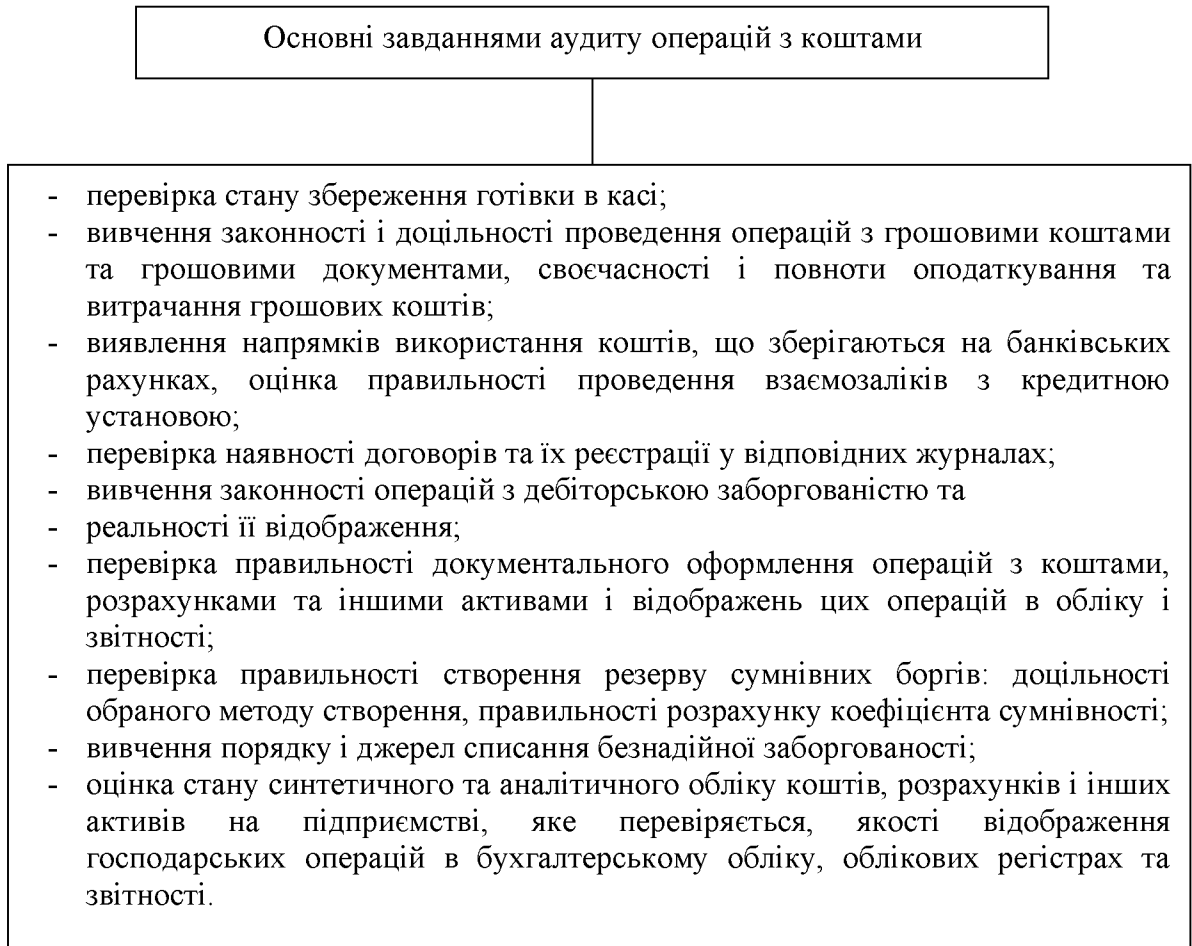 Основні завданнями аудиту операцій з коштами
- перевірка стану збереження готівки в касі;
- вивчення законності і доцільності проведення операцій з грошовими коштами
та грошовими документами, своєчасності і повноти оподаткування та
витрачання грошових коштів;
- виявлення напрямків використання коштів, що зберігаються на банківських
рахунках, оцінка правильності проведення взаємозаліків з кредитною
установою;
- перевірка наявності договорів та їх реєстрації у відповідних журналах;
- вивчення законності операцій з дебіторською заборгованістю та
- реальності її відображення;
- перевірка правильності документального оформлення операцій з коштами,
розрахунками та іншими активами і відображень цих операцій в обліку і
звітності;
- перевірка правильності створення резерву сумнівних боргів: доцільності
обраного методу створення, правильності розрахунку коефіцієнта сумнівності;
- вивчення порядку і джерел списання безнадійної заборгованості;
- оцінка стану синтетичного та аналітичного обліку коштів, розрахунків і інших
активів на підприємстві, яке перевіряється, якості відображення
господарських операцій в бухгалтерському обліку, облікових регістрах та
звітності.